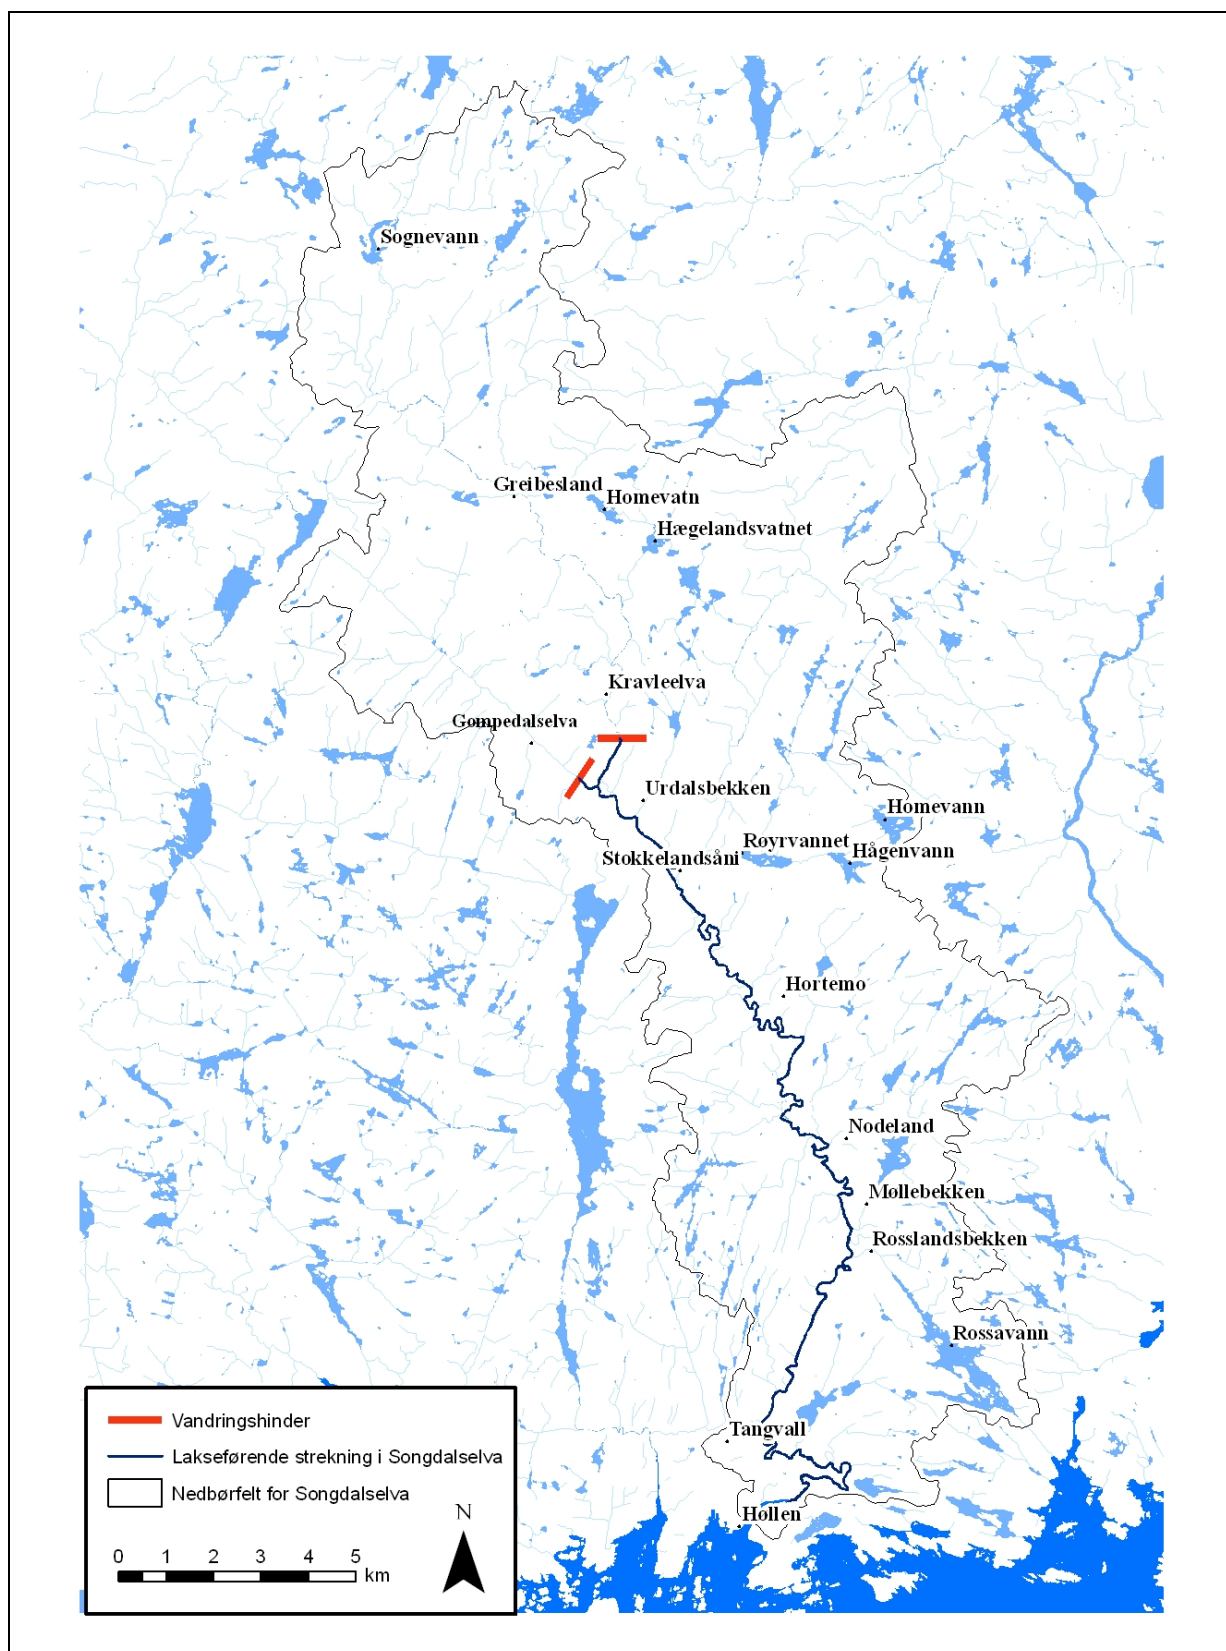 Sognevann
Greibesland
Homevatn
Hægelandsvatnet
Kravleelva
Gømpedalselva
Urdalsbekken
Homevann
Røyrvannet
Hågenvann
Stokkelandsåni
Hortemo
Nodeland
Møllebekken
Rosslandsbekken
Rossavann
Tangvall
Høllen
Vandringshinder
Lakseførende strekning i Songdalselva
Nedbørfelt for Songdalselva
N
0 1 2 3 4 5
km